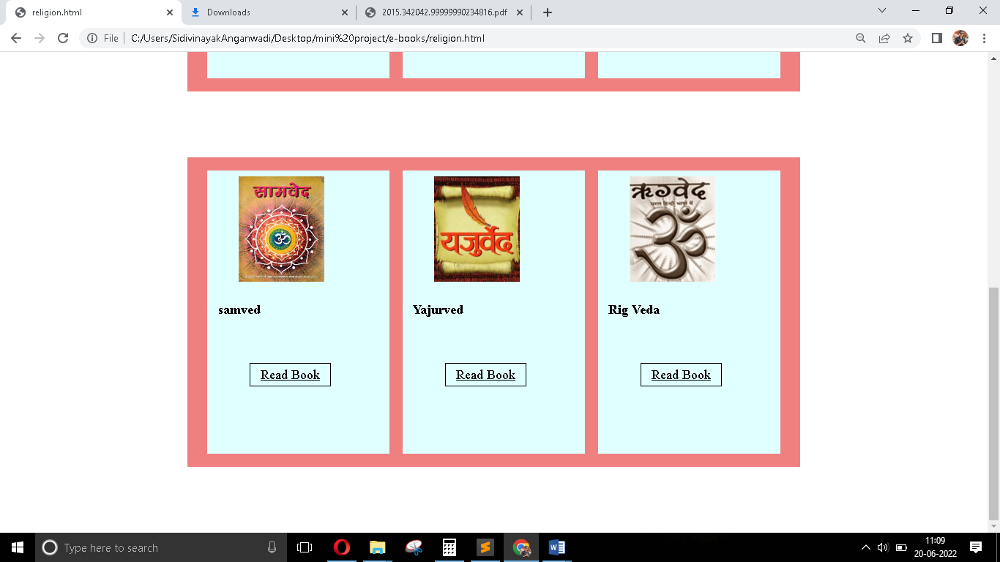 religion.html
Downloads
2015.342042.99999990234816.pdf
File
C:/Users/SidivinayakAnganwadi/Desktop/mini%20project/e-books/religion.html
सामवेद
यजुर्वेद
ऋग्वेद
सरल हिन्दी भाषा में
samved
Yajurved
Rig Veda
Read Book
Read Book
Read Book
Type here to search
11:09
20-06-2022